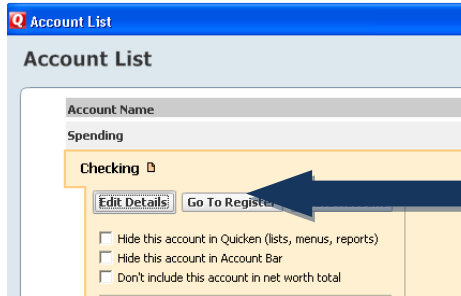 Account List
Account List
Account Name
Spending
Checking
Edit Details Go To Register
Hide this account in Quicken (lists, menus, reports)
Hide this account in Account Bar
Don't include this account in net worth total